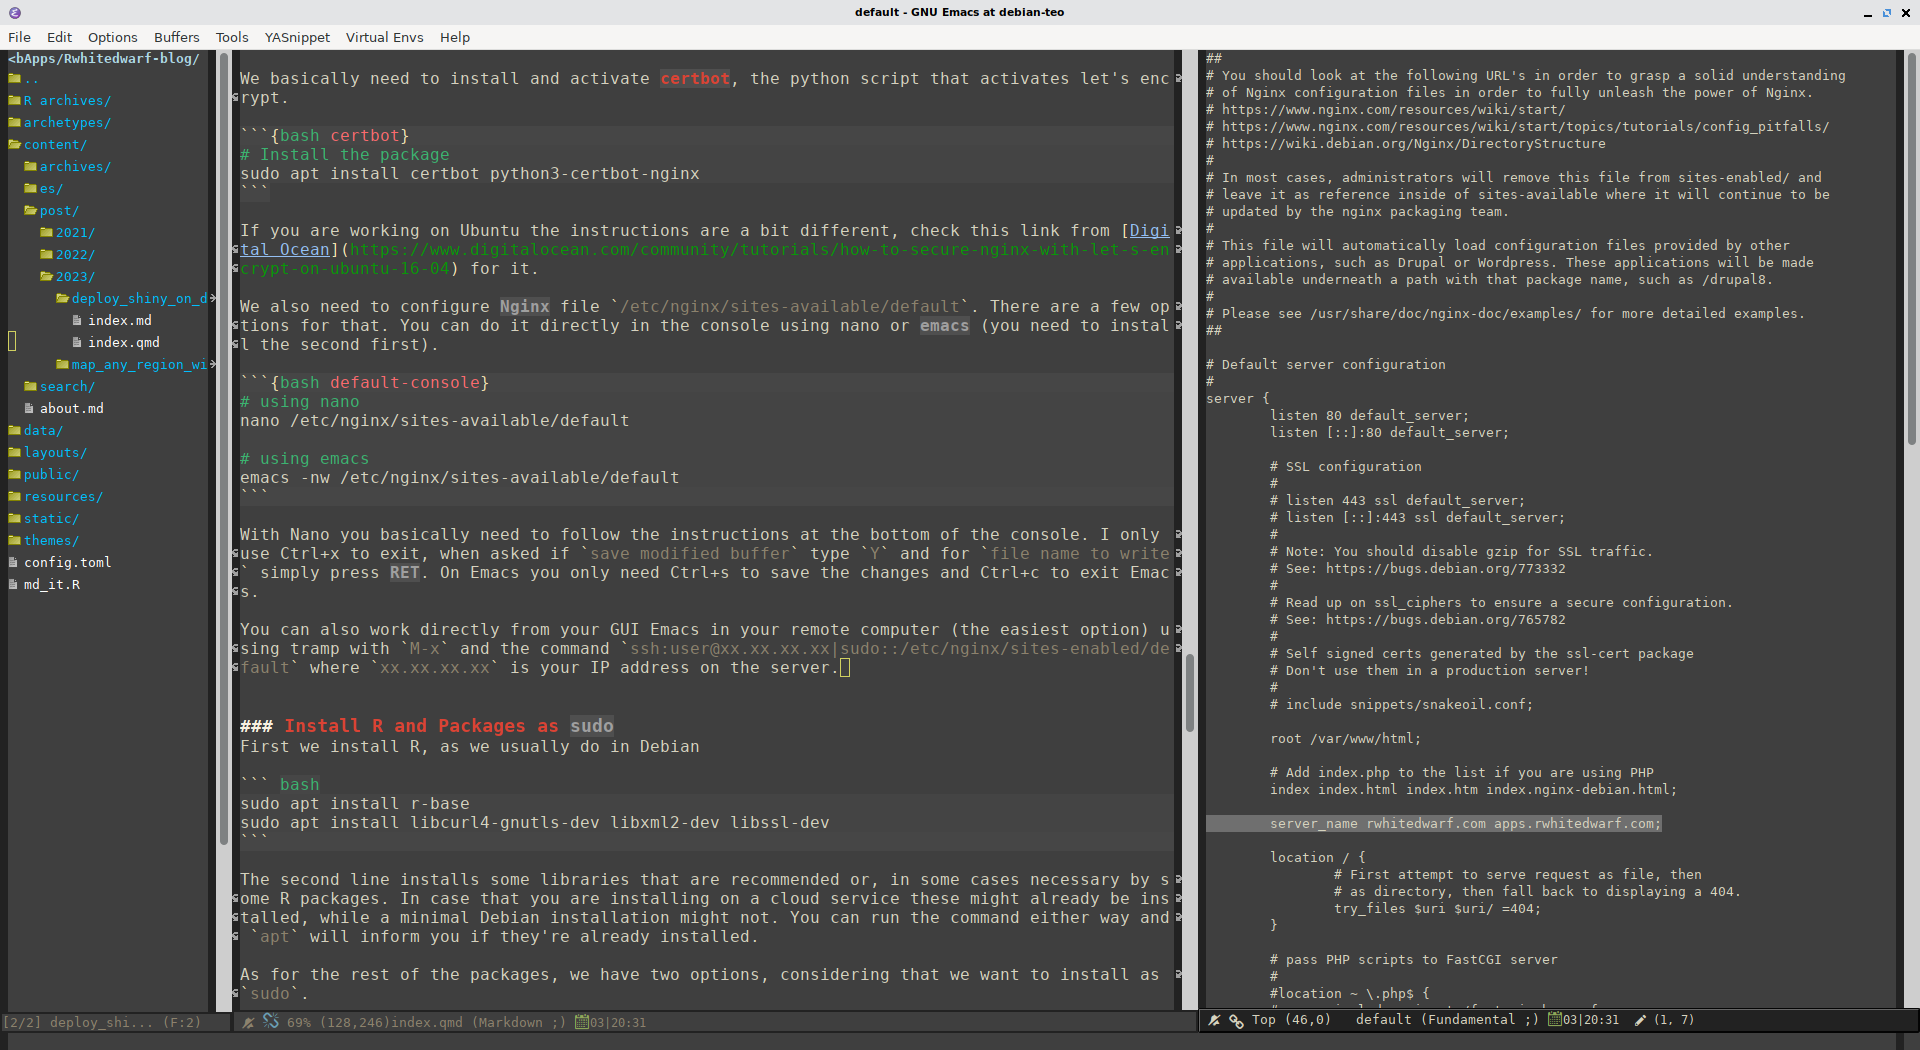 default - GNU Emacs at debian-teo
File Edit Options Buffers Tools YASnippet Virtual Envs Help
<bApps/Rwhitedwarf-blog/
..
R archives/
archetypes/
content/
archives/
es/
post/
2021/
2022/
2023/
deploy_shiny_on_d
index.md
index.qmd
map_any_region_wi
search/
about.md
data/
layouts/
public/
resources/
static/
themes/
config.toml
md_it.R
[2/2] deploy_shi... (F:2)
We basically need to install and activate certbot, the python script that activates let's enc
rypt.
```{bash certbot}
# Install the package
sudo apt install certbot python3-certbot-nginx
```
If you are working on Ubuntu the instructions are a bit different, check this link from [Digi
tal Ocean](https://www.digitalocean.com/community/tutorials/how-to-secure-nginx-with-let-s-en
crypt-on-ubuntu-16-04) for it.
We also need to configure Nginx file `/etc/nginx/sites-available/default`. There are a few op
tions for that. You can do it directly in the console using nano or emacs (you need to instal
l the second first).
```{bash default-console}
# using nano
nano /etc/nginx/sites-available/default
# using emacs
emacs -nw /etc/nginx/sites-available/default
```
With Nano you basically need to follow the instructions at the bottom of the console. I only
use Ctrl+x to exit, when asked if `save modified buffer` type `Y` and for `file name to write
` simply press RET. On Emacs you only need Ctrl+s to save the changes and Ctrl+c to exit Emac
s.
You can also work directly from your GUI Emacs in your remote computer (the easiest option) u
sing tramp with `M-x` and the command `ssh:user@xx.xx.xx.xx|sudo::/etc/nginx/sites-enabled/de
fault` where `xx.xx.xx.xx` is your IP address on the server.
### Install R and Packages as sudo
First we install R, as we usually do in Debian
``` bash
sudo apt install r-base
sudo apt install libcurl4-gnutls-dev libxml2-dev libssl-dev
```
The second line installs some libraries that are recommended or, in some cases necessary by s
ome R packages. In case that you are installing on a cloud service these might already be ins
talled, while a minimal Debian installation might not. You can run the command either way and
`apt` will inform you if they're already installed.
As for the rest of the packages, we have two options, considering that we want to install as
`sudo`.
69% (128,246)index.qmd (Markdown ;) 03|20:31
##
# You should look at the following URL's in order to grasp a solid understanding
# of Nginx configuration files in order to fully unleash the power of Nginx.
# https://www.nginx.com/resources/wiki/start/
# https://www.nginx.com/resources/wiki/start/topics/tutorials/config_pitfalls/
# https://wiki.debian.org/Nginx/DirectoryStructure
#
# In most cases, administrators will remove this file from sites-enabled/ and
# leave it as reference inside of sites-available where it will continue to be
# updated by the nginx packaging team.
#
# This file will automatically load configuration files provided by other
# applications, such as Drupal or Wordpress. These applications will be made
# available underneath a path with that package name, such as /drupal8.
#
# Please see /usr/share/doc/nginx-doc/examples/ for more detailed examples.
##
# Default server configuration
#
server {
listen 80 default_server;
listen [::]:80 default_server;
# SSL configuration
#
# listen 443 ssl default_server;
# listen [::]:443 ssl default_server;
#
# Note: You should disable gzip for SSL traffic.
# See: https://bugs.debian.org/773332
#
# Read up on ssl_ciphers to ensure a secure configuration.
# See: https://bugs.debian.org/765782
#
# Self signed certs generated by the ssl-cert package
# Don't use them in a production server!
#
# include snippets/snakeoil.conf;
root /var/www/html;
# Add index.php to the list if you are using PHP
index index.html index.htm index.nginx-debian.html;
server_name rwhitedwarf.com apps.rwhitedwarf.com;
location / {
# First attempt to serve request as file, then
# as directory, then fall back to displaying a 404.
try_files $uri $uri/ =404;
}
# pass PHP scripts to FastCGI server
#
#location ~ \.php$ {
Top (46,0) default (Fundamental ;) 03|20:31 (1, 7)